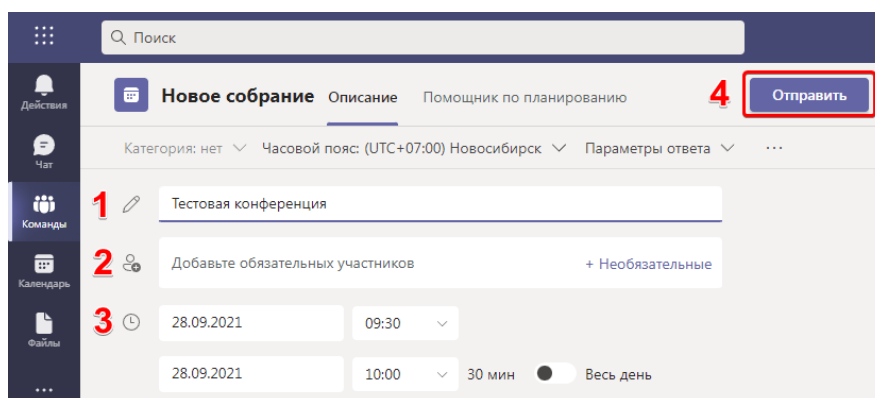 Поиск
Действия
Чат
Команды
Календарь
Файлы
Новое собрание Описание Помощник по планированию 4 Отправить
Категория: нет Часовой пояс: (UTC+07:00) Новосибирск Параметры ответа ...
1 Тестовая конференция
2 Добавьте обязательных участников + Необязательные
3 28.09.2021 09:30
28.09.2021 10:00 30 мин Весь день